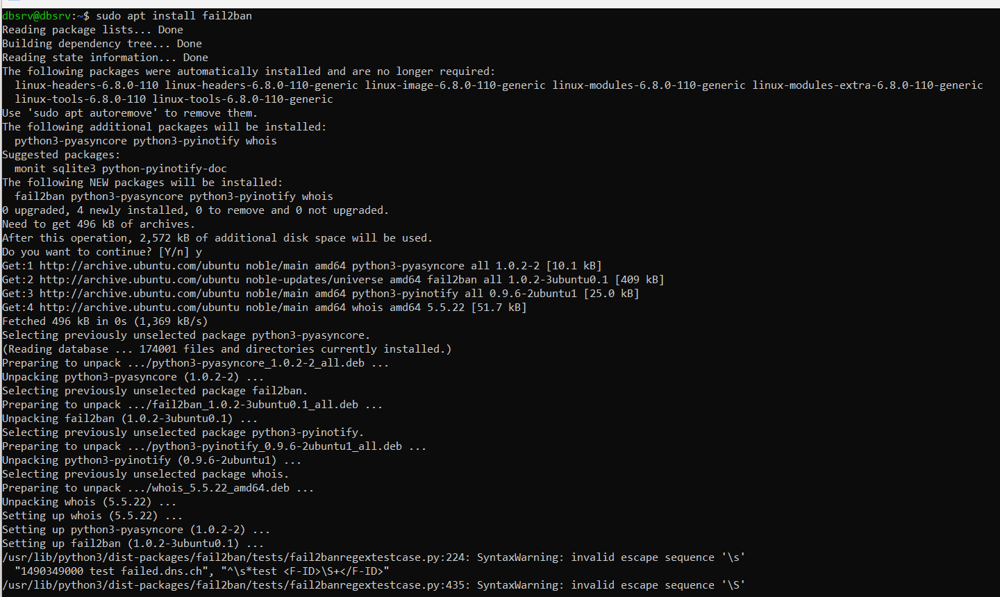 dbsrv@dbsrv:~$ sudo apt install fail2ban
Reading package lists... Done
Building dependency tree... Done
Reading state information... Done
The following packages were automatically installed and are no longer required:
  linux-headers-6.8.0-110 linux-headers-6.8.0-110-generic linux-image-6.8.0-110-generic linux-modules-6.8.0-110-generic linux-modules-extra-6.8.0-110-generic
  linux-tools-6.8.0-110 linux-tools-6.8.0-110-generic
Use 'sudo apt autoremove' to remove them.
The following additional packages will be installed:
  python3-pyasyncore python3-pyinotify whois
Suggested packages:
  monit sqlite3 python-pyinotify-doc
The following NEW packages will be installed:
  fail2ban python3-pyasyncore python3-pyinotify whois
0 upgraded, 4 newly installed, 0 to remove and 0 not upgraded.
Need to get 496 kB of archives.
After this operation, 2,572 kB of additional disk space will be used.
Do you want to continue? [Y/n] y
Get:1 http://archive.ubuntu.com/ubuntu noble/main amd64 python3-pyasyncore all 1.0.2-2 [10.1 kB]
Get:2 http://archive.ubuntu.com/ubuntu noble-updates/universe amd64 fail2ban all 1.0.2-3ubuntu0.1 [409 kB]
Get:3 http://archive.ubuntu.com/ubuntu noble/main amd64 python3-pyinotify all 0.9.6-2ubuntu1 [25.0 kB]
Get:4 http://archive.ubuntu.com/ubuntu noble/main amd64 whois amd64 5.5.22 [51.7 kB]
Fetched 496 kB in 0s (1,369 kB/s)
Selecting previously unselected package python3-pyasyncore.
(Reading database ... 174001 files and directories currently installed.)
Preparing to unpack .../python3-pyasyncore_1.0.2-2_all.deb ...
Unpacking python3-pyasyncore (1.0.2-2) ...
Selecting previously unselected package fail2ban.
Preparing to unpack .../fail2ban_1.0.2-3ubuntu0.1_all.deb ...
Unpacking fail2ban (1.0.2-3ubuntu0.1) ...
Selecting previously unselected package python3-pyinotify.
Preparing to unpack .../python3-pyinotify_0.9.6-2ubuntu1_all.deb ...
Unpacking python3-pyinotify (0.9.6-2ubuntu1) ...
Selecting previously unselected package whois.
Preparing to unpack .../whois_5.5.22_amd64.deb ...
Unpacking whois (5.5.22) ...
Setting up whois (5.5.22) ...
Setting up python3-pyasyncore (1.0.2-2) ...
Setting up fail2ban (1.0.2-3ubuntu0.1) ...
/usr/lib/python3/dist-packages/fail2ban/tests/fail2banregextestcase.py:224: SyntaxWarning: invalid escape sequence '\s'
  "1490349000 test failed.dns.ch", "^\s*test <F-ID>\S+</F-ID>"
/usr/lib/python3/dist-packages/fail2ban/tests/fail2banregextestcase.py:435: SyntaxWarning: invalid escape sequence '\S'